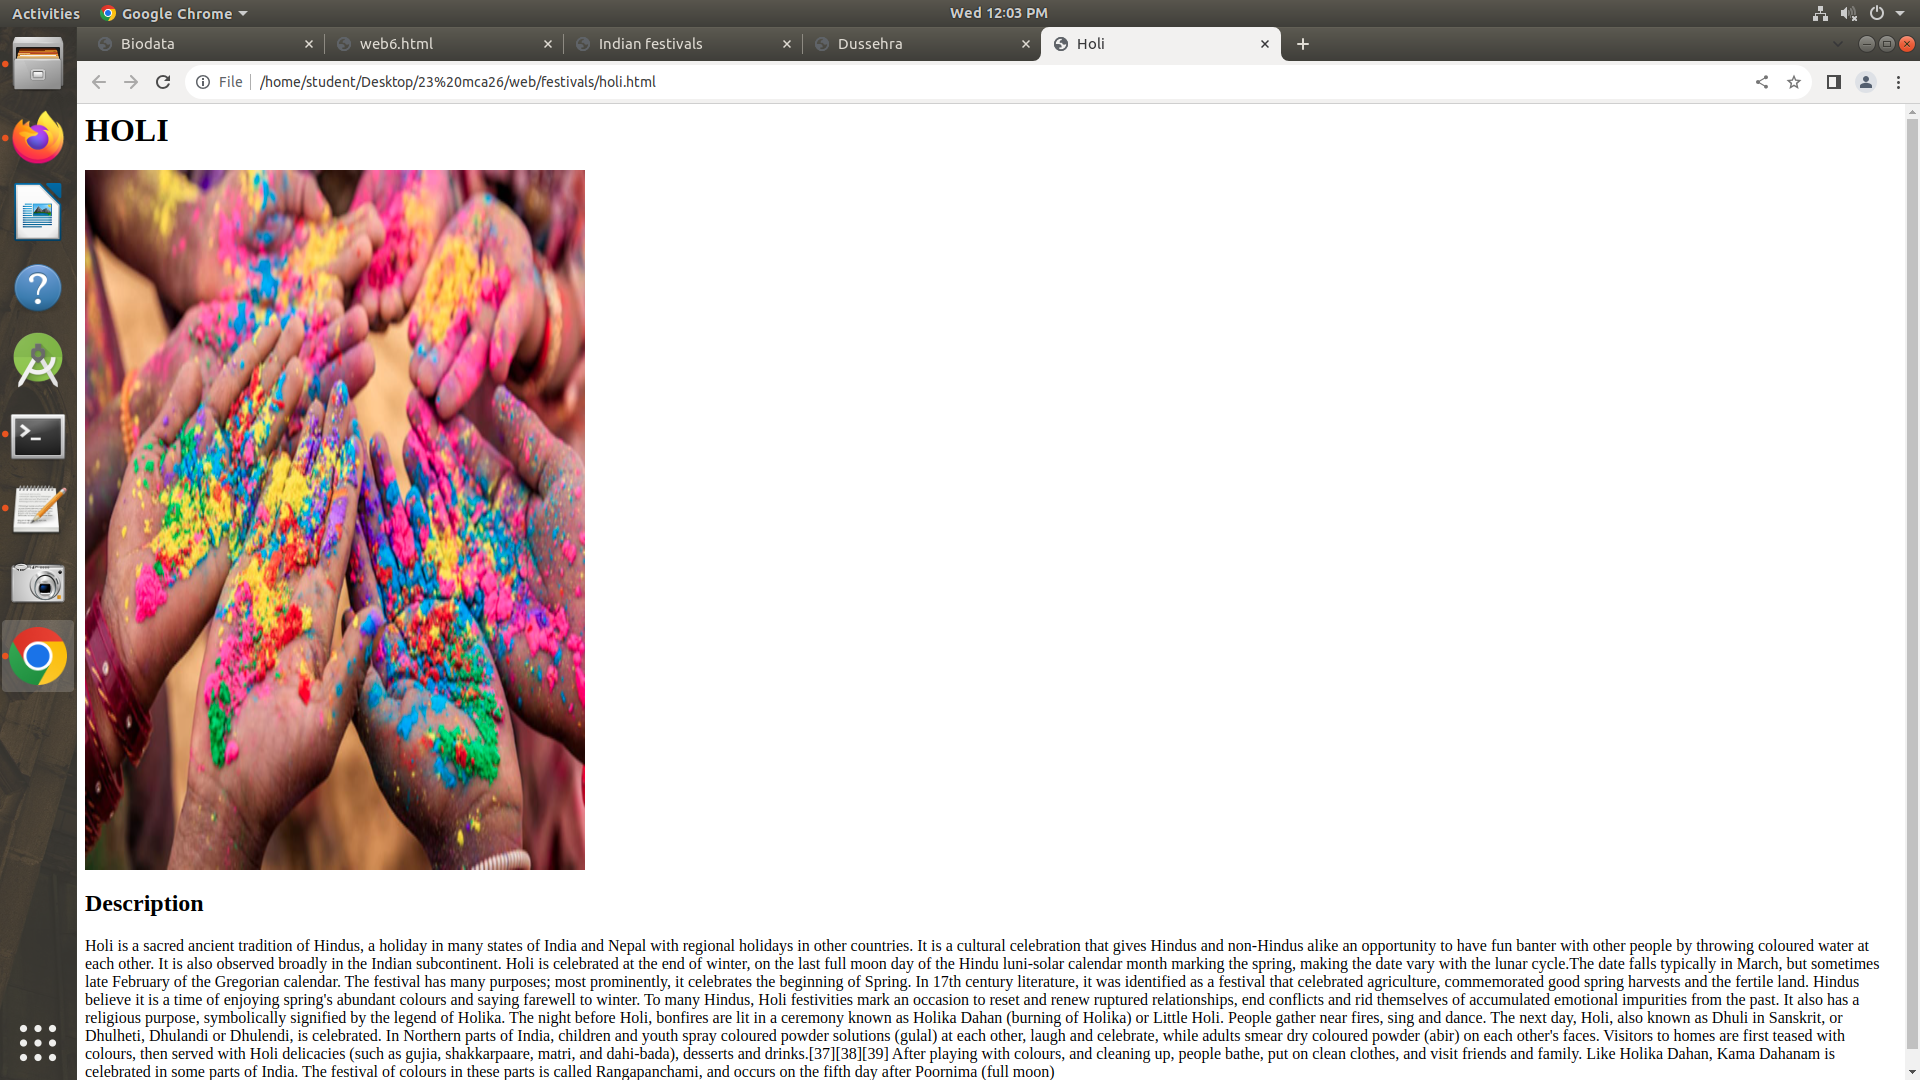 Activities
Google Chrome
Wed 12:03 PM
Biodata
web6.html
Indian festivals
Dussehra
Holi
File
/home/student/Desktop/23%20mca26/web/festivals/holi.html
HOLI
Description
Holi is a sacred ancient tradition of Hindus, a holiday in many states of India and Nepal with regional holidays in other countries. It is a cultural celebration that gives Hindus and non-Hindus alike an opportunity to have fun banter with other people by throwing coloured water at
each other. It is also observed broadly in the Indian subcontinent. Holi is celebrated at the end of winter, on the last full moon day of the Hindu luni-solar calendar month marking the spring, making the date vary with the lunar cycle.The date falls typically in March, but sometimes
late February of the Gregorian calendar. The festival has many purposes; most prominently, it celebrates the beginning of Spring. In 17th century literature, it was identified as a festival that celebrated agriculture, commemorated good spring harvests and the fertile land. Hindus
believe it is a time of enjoying spring's abundant colours and saying farewell to winter. To many Hindus, Holi festivities mark an occasion to reset and renew ruptured relationships, end conflicts and rid themselves of accumulated emotional impurities from the past. It also has a
religious purpose, symbolically signified by the legend of Holika. The night before Holi, bonfires are lit in a ceremony known as Holika Dahan (burning of Holika) or Little Holi. People gather near fires, sing and dance. The next day, Holi, also known as Dhuli in Sanskrit, or
Dhulheti, Dhulandi or Dhulendi, is celebrated. In Northern parts of India, children and youth spray coloured powder solutions (gulal) at each other, laugh and celebrate, while adults smear dry coloured powder (abir) on each other's faces. Visitors to homes are first teased with
colours, then served with Holi delicacies (such as gujia, shakkarpaare, matri, and dahi-bada), desserts and drinks.[37][38][39] After playing with colours, and cleaning up, people bathe, put on clean clothes, and visit friends and family. Like Holika Dahan, Kama Dahanam is
celebrated in some parts of India. The festival of colours in these parts is called Rangapanchami, and occurs on the fifth day after Poornima (full moon)